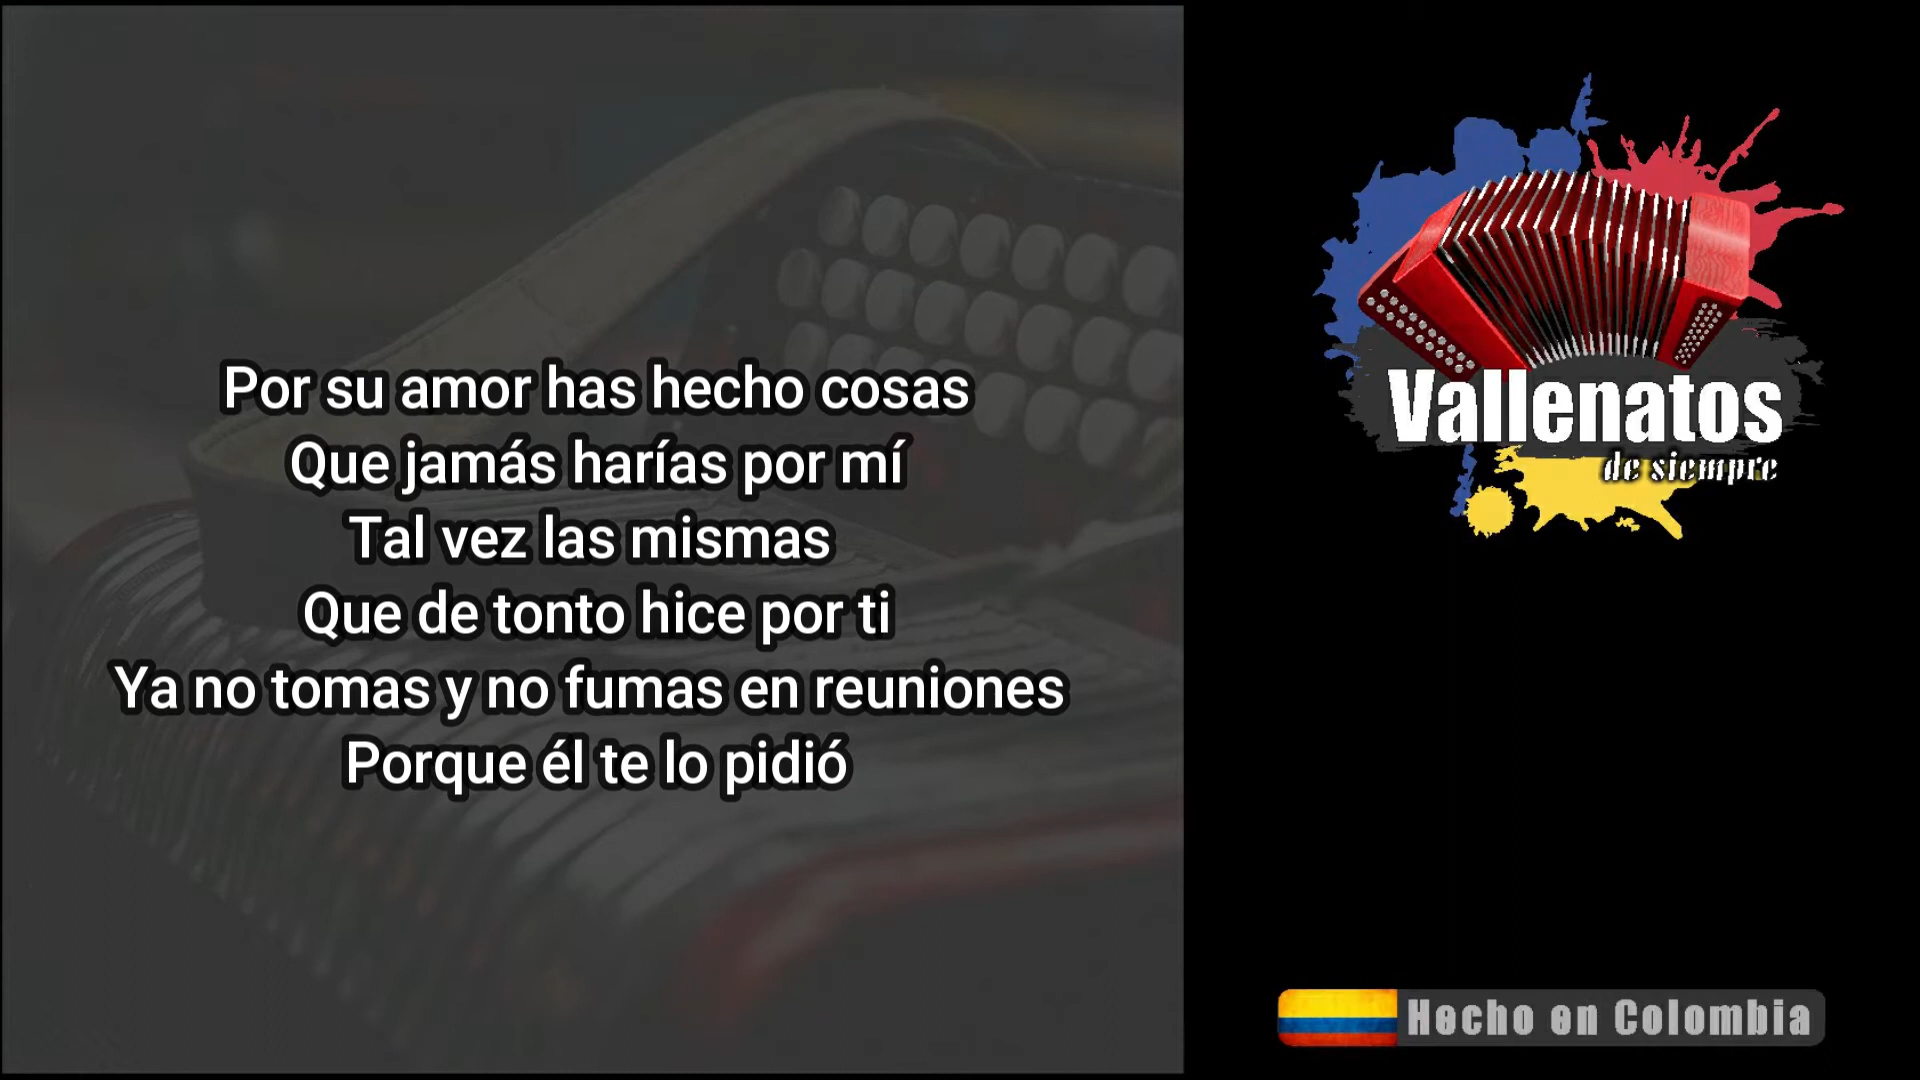 Por su amor has hecho cosas
Que jamás harías por mí
Tal vez las mismas
Que de tonto hice por ti
Ya no tomas y no fumas en reuniones
Porque él te lo pidió
Vallenatos
de siempre
Hecho en Colombia